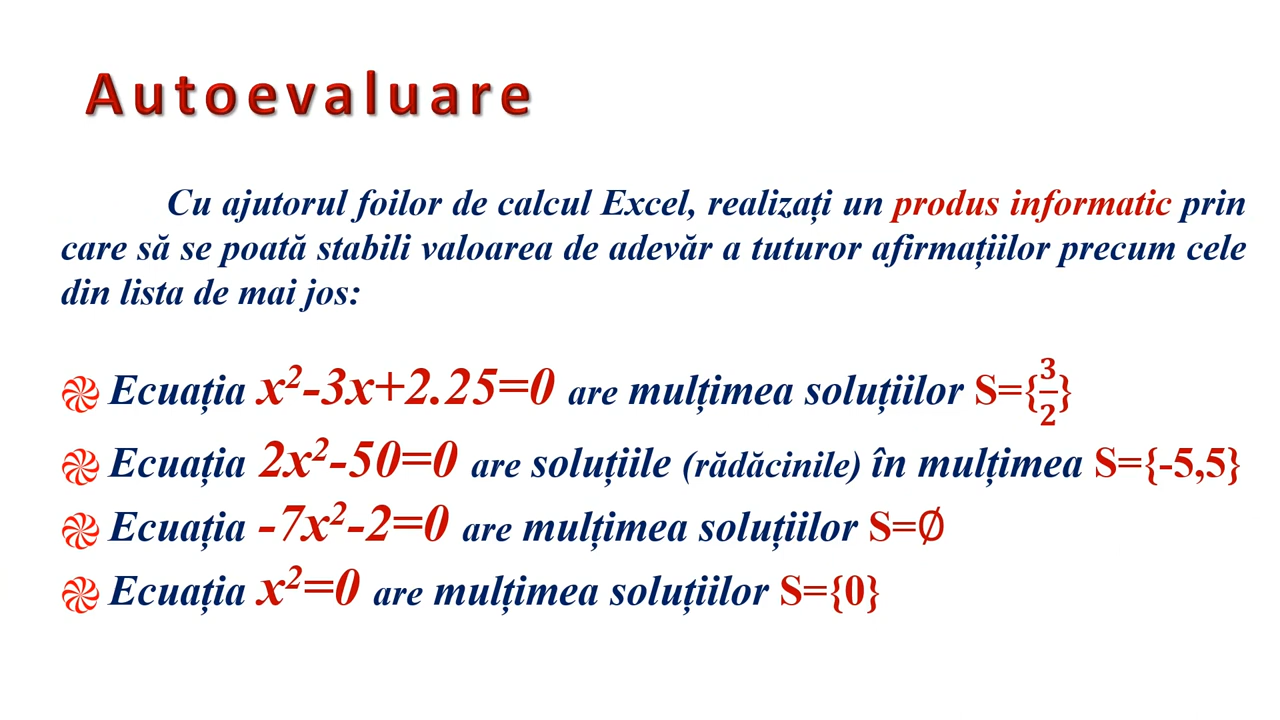 Autoevaluare
Cu ajutorul foilor de calcul Excel, realizați un produs informatic prin
care să se poată stabili valoarea de adevăr a tuturor afirmațiilor precum cele
din lista de mai jos:
Ecuația x²-3x+2.25=0 are mulțimea soluțiilor S={3/2}
Ecuația 2x²-50=0 are soluțiile (rădăcinile) în mulțimea S={-5,5}
Ecuația -7x²-2=0 are mulțimea soluțiilor S=∅
Ecuația x²=0 are mulțimea soluțiilor S={0}